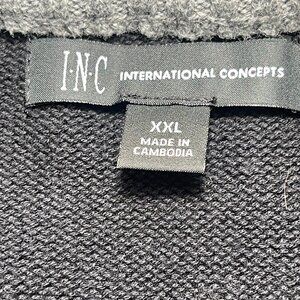 I·N·C INTERNATIONAL CONCEPTS
XXL
MADE IN
CAMBODIA